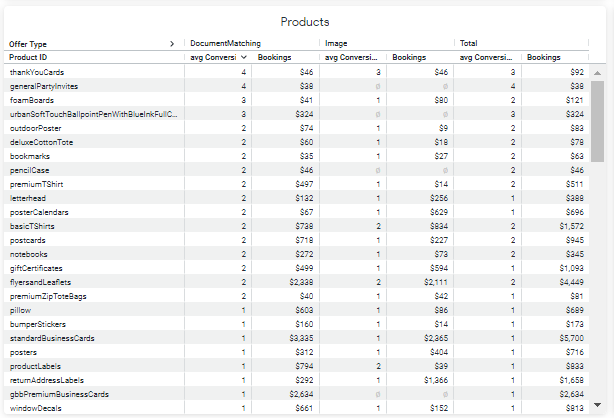 Products
Offer Type > DocumentMatching Image Total
Product ID avg Conversi... Bookings avg Conversi... Bookings avg Conversi... Bookings
thankYouCards 4 $46 3 $46 3 $92
generalPartyInvites 4 $38 ∅ ∅ 4 $38
foamBoards 3 $41 1 $80 2 $121
urbanSoftTouchBallpointPenWithBlueInkFullC... 3 $324 ∅ ∅ 3 $324
outdoorPoster 2 $74 1 $9 2 $83
deluxeCottonTote 2 $60 1 $18 2 $78
bookmarks 2 $35 1 $27 2 $63
pencilCase 2 $46 ∅ ∅ 2 $46
premiumTShirt 2 $497 1 $14 2 $511
letterhead 2 $132 1 $256 1 $388
posterCalendars 2 $67 1 $629 1 $696
basicTShirts 2 $738 2 $834 2 $1,572
postcards 2 $718 1 $227 2 $945
notebooks 2 $272 1 $73 2 $345
giftCertificates 2 $499 1 $594 1 $1,093
flyersandLeaflets 2 $2,338 2 $2,111 2 $4,449
premiumZipToteBags 2 $40 1 $42 1 $81
pillow 1 $603 1 $86 1 $689
bumperStickers 1 $160 1 $14 1 $173
standardBusinessCards 1 $3,335 1 $2,365 1 $5,700
posters 1 $312 1 $404 1 $716
productLabels 1 $794 2 $39 1 $833
returnAddressLabels 1 $292 1 $1,366 1 $1,658
gbbPremiumBusinessCards 1 $2,634 ∅ ∅ 1 $2,634
windowDecals 1 $661 1 $152 1 $813